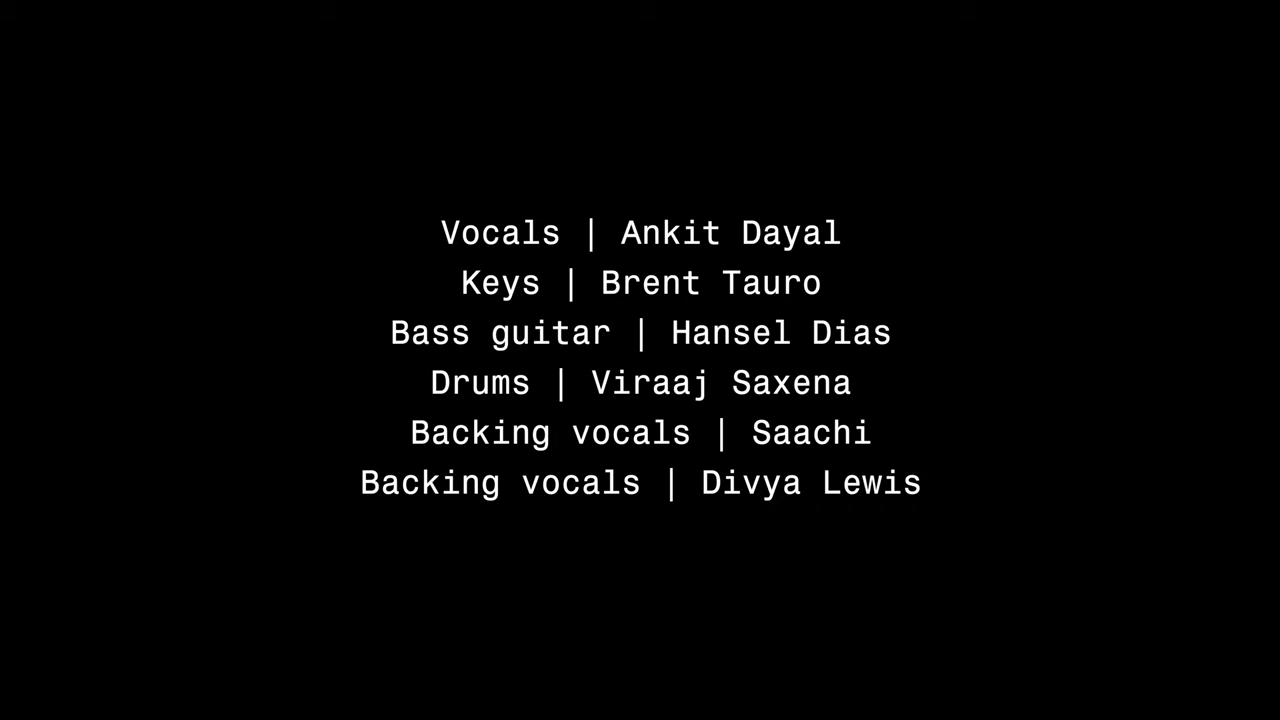 Vocals | Ankit Dayal
Keys | Brent Tauro
Bass guitar | Hansel Dias
Drums | Viraaj Saxena
Backing vocals | Saachi
Backing vocals | Divya Lewis